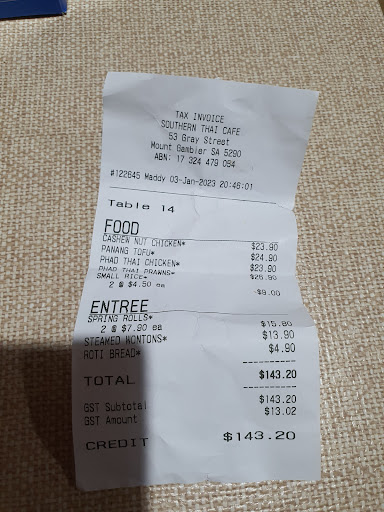 TAX INVOICE
SOUTHERN THAI CAFE
53 Gray Street
Mount Gambier SA 5290
ABN: 17 324 479 084
#122645 Maddy 03-Jan-2023 20:46:01
Table 14
FOOD
CASHEW NUT CHICKEN* $23.90
PANANG TOFU* $24.90
PHAD THAI CHICKEN* $23.90
PHAD THAI PRAWNS* $26.90
SMALL RICE*
2 @ $4.50 ea $9.00
ENTREE
SPRING ROLLS*
2 @ $7.90 ea $15.80
STEAMED WONTONS* $13.90
ROTI BREAD* $4.90
TOTAL $143.20
GST Subtotal $143.20
GST Amount $13.02
CREDIT $143.20